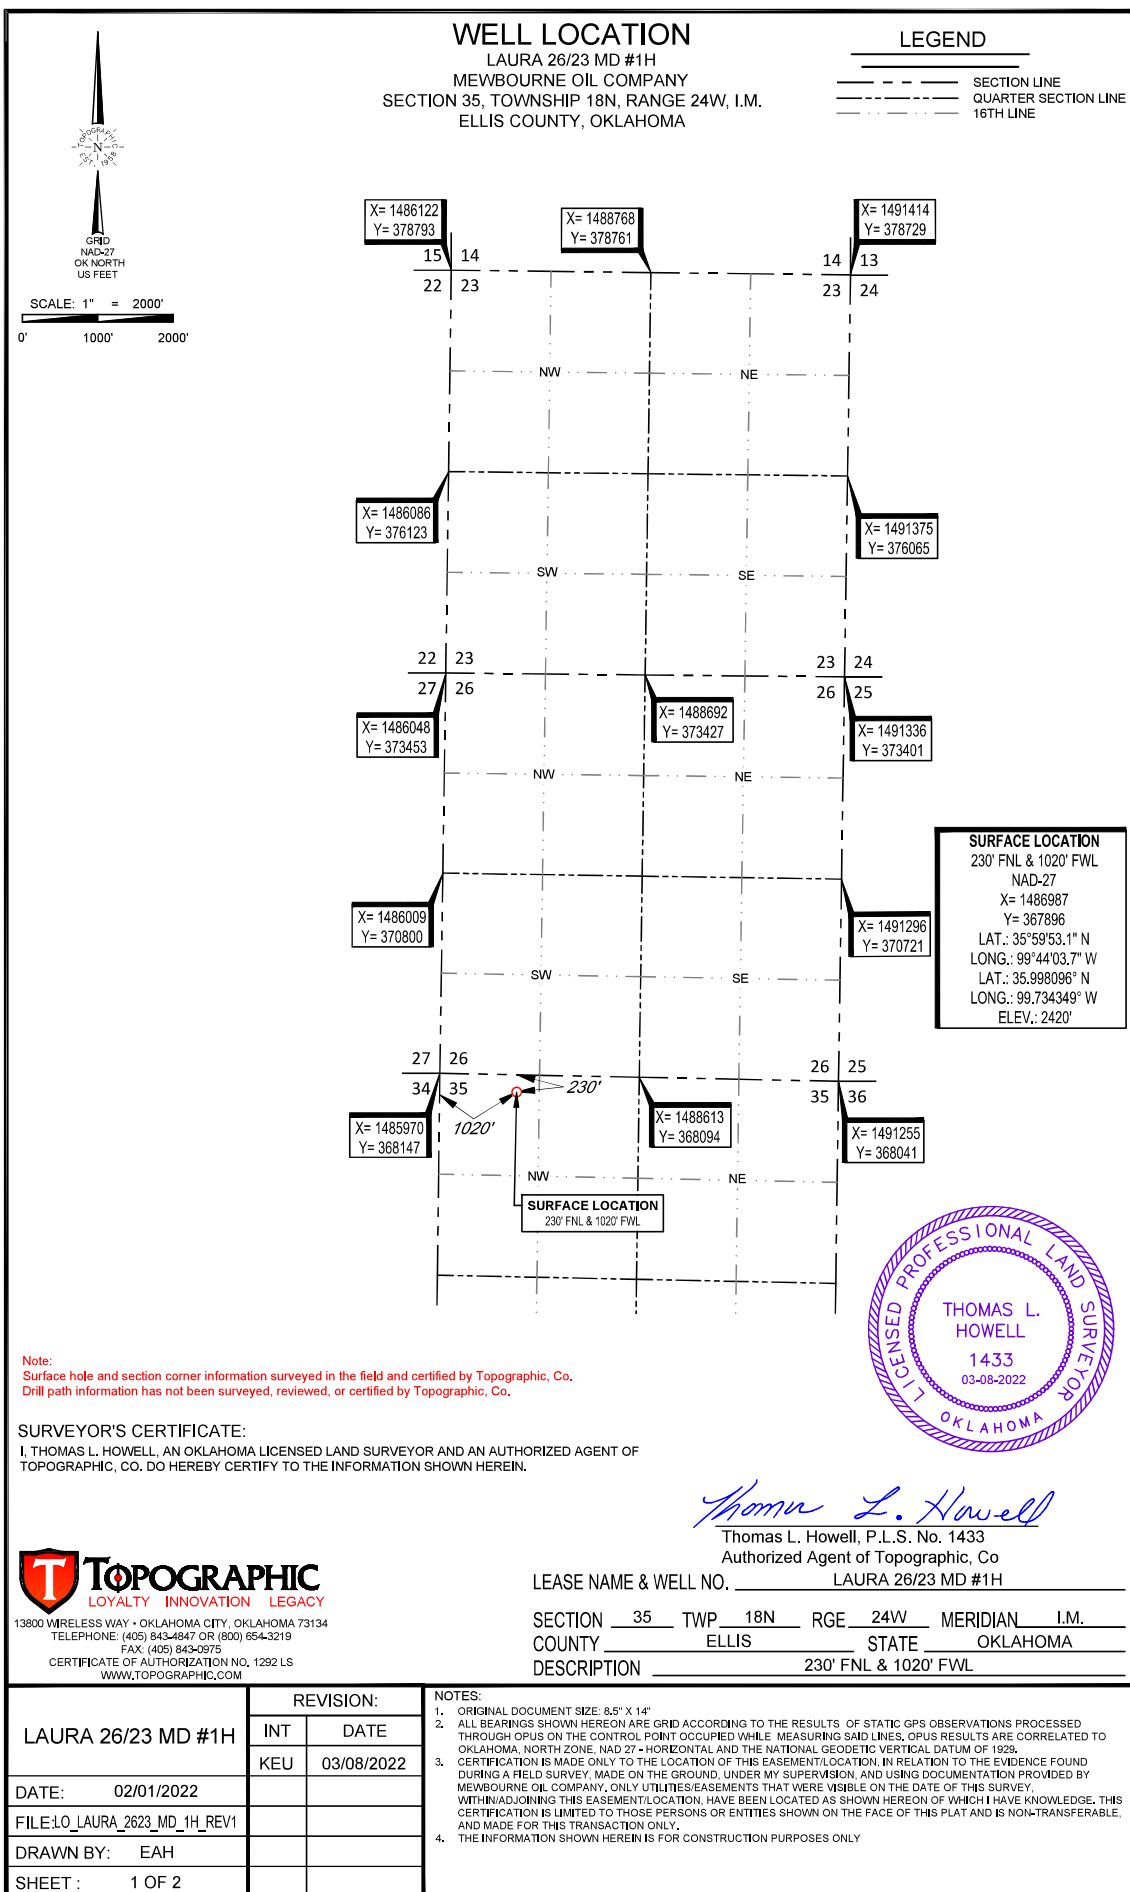 WELL LOCATION
LAURA 26/23 MD #1H
MEWBOURNE OIL COMPANY
SECTION 35, TOWNSHIP 18N, RANGE 24W, I.M.
ELLIS COUNTY, OKLAHOMA
LEGEND
SECTION LINE
QUARTER SECTION LINE
16TH LINE
TOPOGRAPHIC
N
EST. 1958
GRID
NAD-27
OK NORTH
US FEET
SCALE: 1" = 2000'
0' 1000' 2000'
X= 1486122
Y= 378793
X= 1488768
Y= 378761
X= 1491414
Y= 378729
15 14
22 23
14 13
23 24
NW NE
X= 1486086
Y= 376123
X= 1491375
Y= 376065
SW SE
22 23
27 26
23 24
26 25
X= 1486048
Y= 373453
X= 1488692
Y= 373427
X= 1491336
Y= 373401
NW NE
SURFACE LOCATION
230' FNL & 1020' FWL
NAD-27
X= 1486987
Y= 367896
LAT.: 35°59'53.1" N
LONG.: 99°44'03.7" W
LAT.: 35.998096° N
LONG.: 99.734349° W
ELEV.: 2420'
X= 1486009
Y= 370800
X= 1491296
Y= 370721
SW SE
27 26
34 35
26 25
35 36
230'
1020'
X= 1485970
Y= 368147
X= 1488613
Y= 368094
X= 1491255
Y= 368041
NW NE
SURFACE LOCATION
230' FNL & 1020' FWL
LICENSED PROFESSIONAL LAND SURVEYOR
THOMAS L.
HOWELL
1433
03-08-2022
OKLAHOMA
Note:
Surface hole and section corner information surveyed in the field and certified by Topographic, Co.
Drill path information has not been surveyed, reviewed, or certified by Topographic, Co.
SURVEYOR'S CERTIFICATE:
I, THOMAS L. HOWELL, AN OKLAHOMA LICENSED LAND SURVEYOR AND AN AUTHORIZED AGENT OF
TOPOGRAPHIC, CO. DO HEREBY CERTIFY TO THE INFORMATION SHOWN HEREIN.
Thomas L. Howell
Thomas L. Howell, P.L.S. No. 1433
Authorized Agent of Topographic, Co
T TOPOGRAPHIC
LOYALTY INNOVATION LEGACY
13800 WIRELESS WAY • OKLAHOMA CITY, OKLAHOMA 73134
TELEPHONE: (405) 843-4847 OR (800) 654-3219
FAX: (405) 843-0975
CERTIFICATE OF AUTHORIZATION NO. 1292 LS
WWW.TOPOGRAPHIC.COM
LEASE NAME & WELL NO. LAURA 26/23 MD #1H
SECTION 35 TWP 18N RGE 24W MERIDIAN I.M.
COUNTY ELLIS STATE OKLAHOMA
DESCRIPTION 230' FNL & 1020' FWL
LAURA 26/23 MD #1H
REVISION:
INT DATE
KEU 03/08/2022
DATE: 02/01/2022
FILE:LO_LAURA_2623_MD_1H_REV1
DRAWN BY: EAH
SHEET : 1 OF 2
NOTES:
1. ORIGINAL DOCUMENT SIZE: 8.5" X 14"
2. ALL BEARINGS SHOWN HEREON ARE GRID ACCORDING TO THE RESULTS OF STATIC GPS OBSERVATIONS PROCESSED
THROUGH OPUS ON THE CONTROL POINT OCCUPIED WHILE MEASURING SAID LINES. OPUS RESULTS ARE CORRELATED TO
OKLAHOMA, NORTH ZONE, NAD 27 - HORIZONTAL AND THE NATIONAL GEODETIC VERTICAL DATUM OF 1929.
3. CERTIFICATION IS MADE ONLY TO THE LOCATION OF THIS EASEMENT/LOCATION, IN RELATION TO THE EVIDENCE FOUND
DURING A FIELD SURVEY, MADE ON THE GROUND, UNDER MY SUPERVISION, AND USING DOCUMENTATION PROVIDED BY
MEWBOURNE OIL COMPANY. ONLY UTILITIES/EASEMENTS THAT WERE VISIBLE ON THE DATE OF THIS SURVEY,
WITHIN/ADJOINING THIS EASEMENT/LOCATION, HAVE BEEN LOCATED AS SHOWN HEREON OF WHICH I HAVE KNOWLEDGE. THIS
CERTIFICATION IS LIMITED TO THOSE PERSONS OR ENTITIES SHOWN ON THE FACE OF THIS PLAT AND IS NON-TRANSFERABLE,
AND MADE FOR THIS TRANSACTION ONLY.
4. THE INFORMATION SHOWN HEREIN IS FOR CONSTRUCTION PURPOSES ONLY